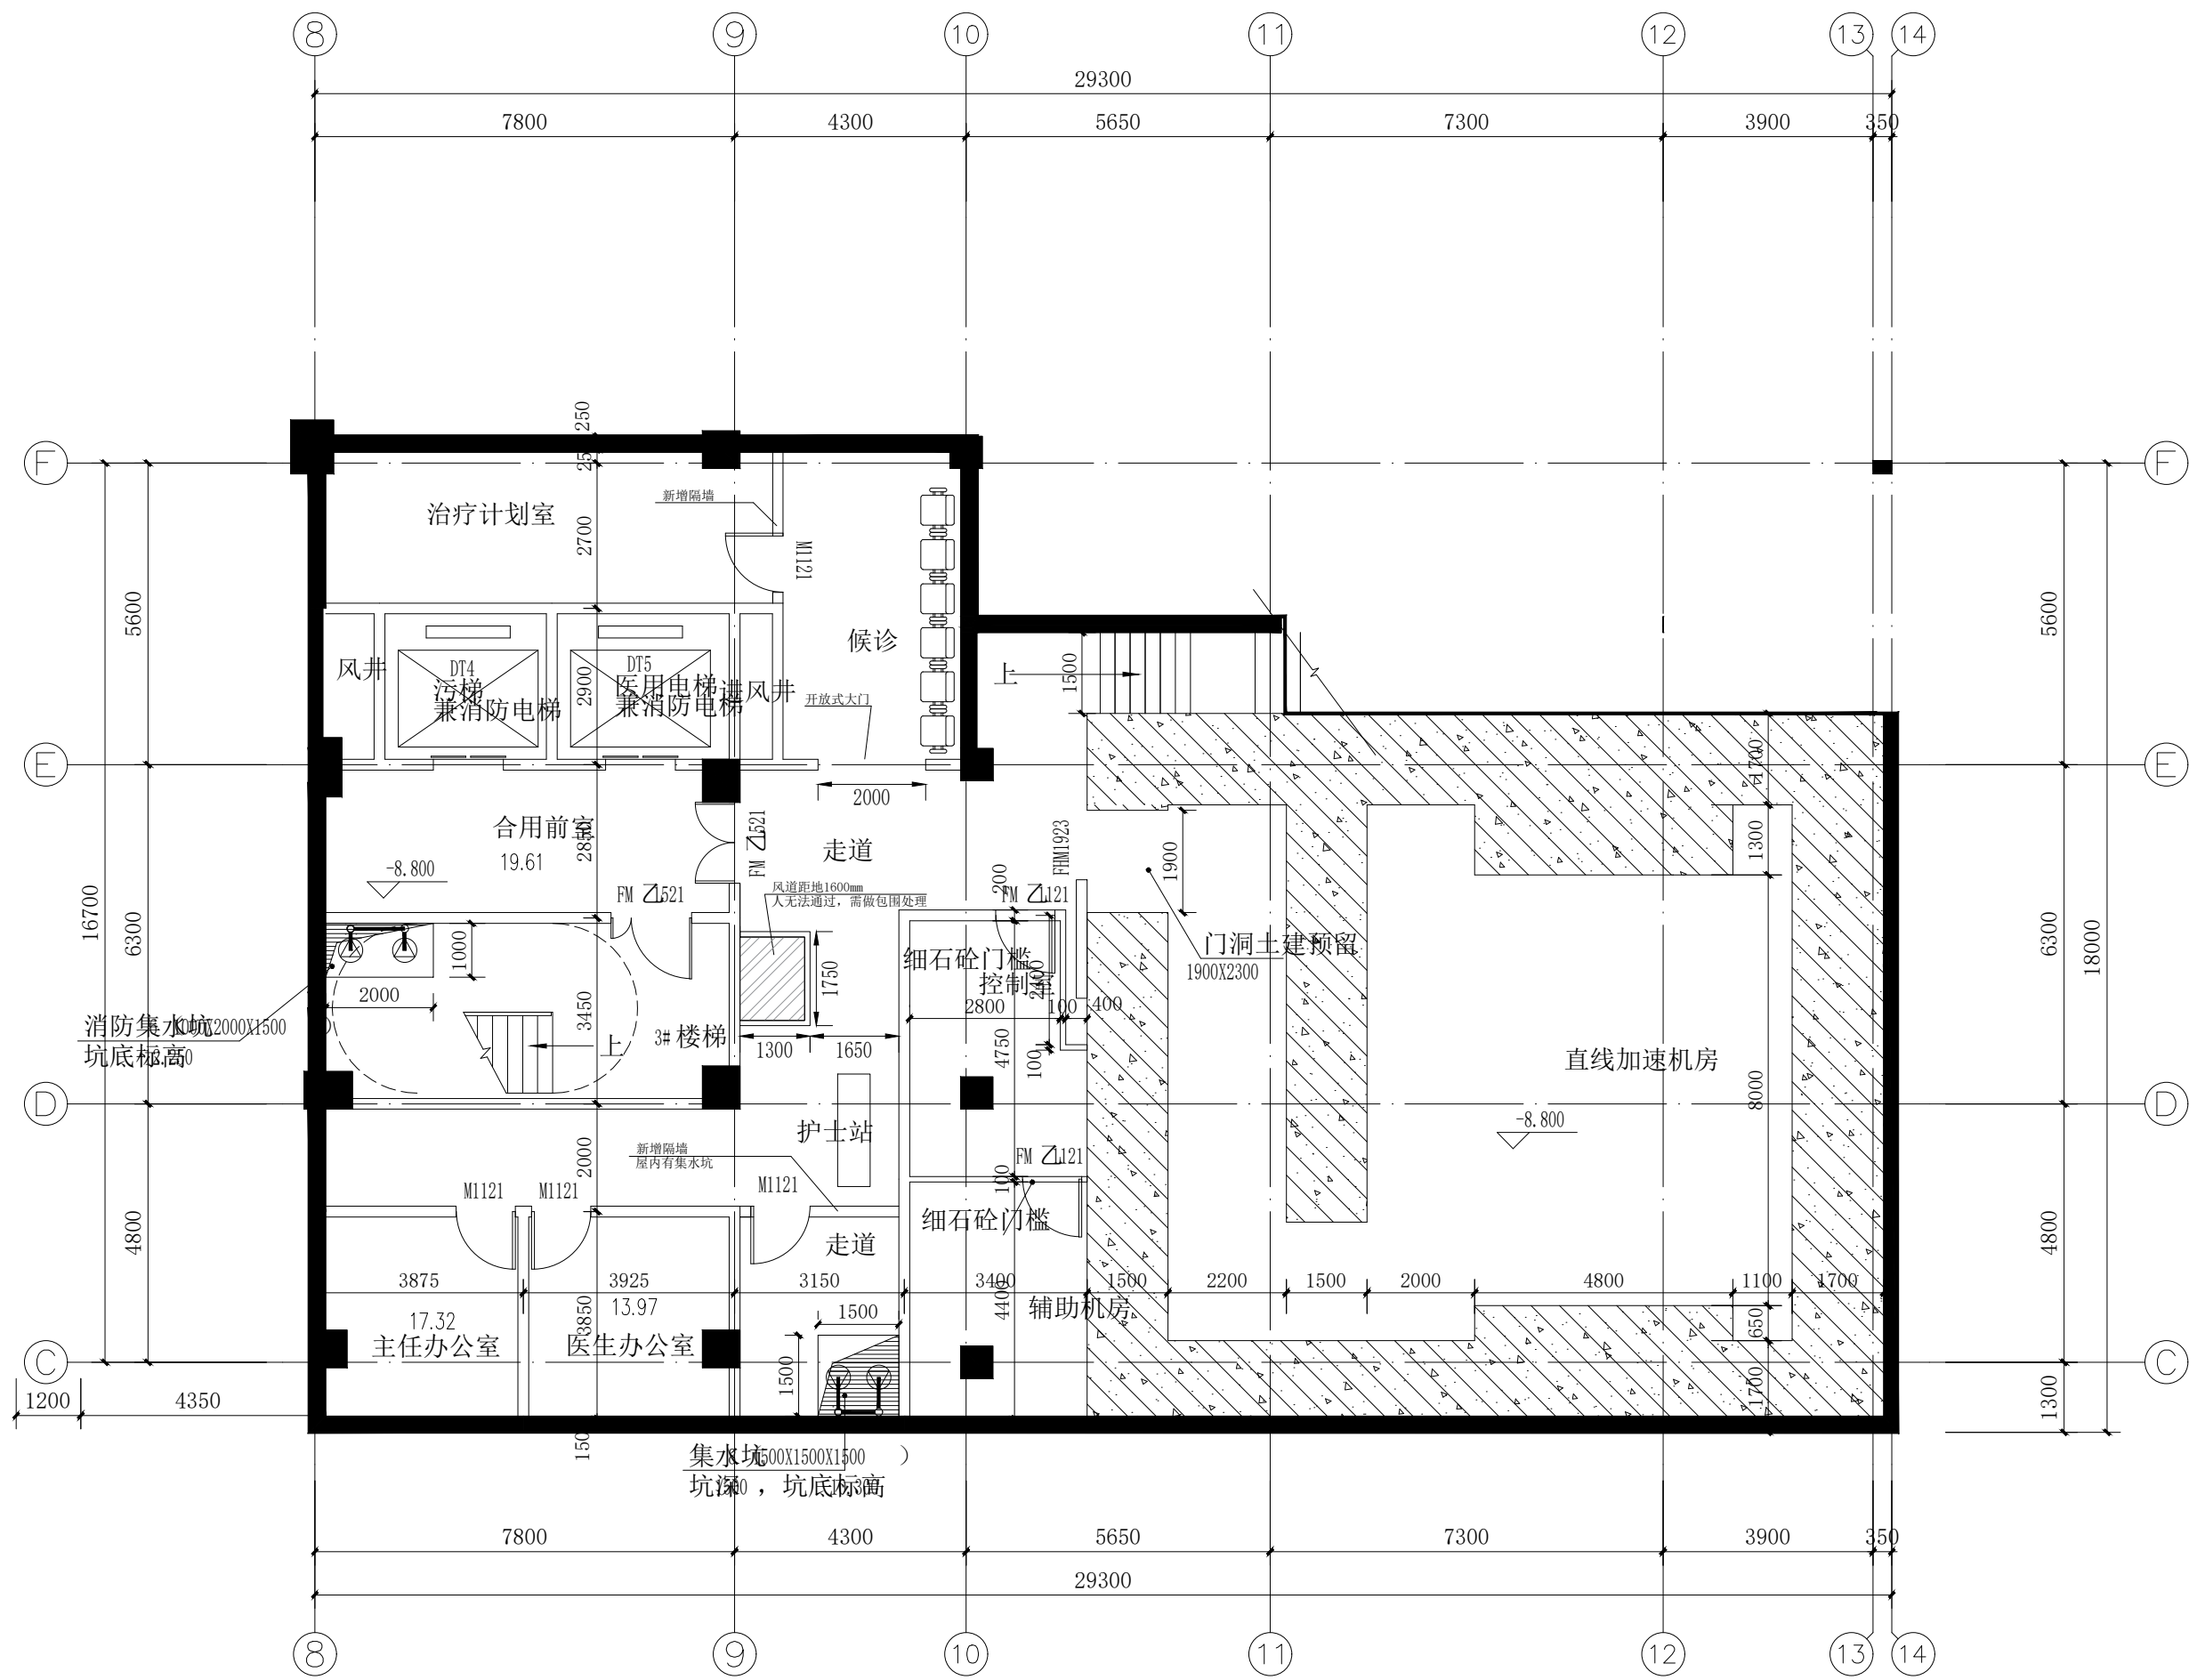 8 9 10 11 12 13 14
29300
7800 4300 5650 7300 3900 350
250
F F
治疗计划室
新增隔墙
2700
M1121
5600 5600
风井
DT4
污梯
兼消防电梯
2900
DT5
医用电梯
兼消防电梯
进风井
候诊
开放式大门
上
1500
1700
E E
2000
合用前室
19.61
2850
FM 乙1521
走道
FHM1923
1900
1300
-8.800
FM 乙1521
风道距地1600mm
人无法通过，需做包围处理
200
FM 乙1121
16700
6300
6300
18000
1000
2000
细石砼门槛
控制室
2400
门洞土建预留
1900X2300
1750
2800 100 400
消防集水坑
1000X2000X1500
坑底标高
3450
上
3#楼梯
1300 1650
4750
100
直线加速机房
8000
D D
护士站
-8.800
新增隔墙
屋内有集水坑
2000
FM 乙1121
100
M1121 M1121 M1121
细石砼门槛
4800 4800
走道
3875 3925 3150 3400 1500 2200 1500 2000 4800 1100 1700
17.32
主任办公室
13.97
医生办公室
3850
1500
4400
辅助机房
650
1500
C C
1200 4350
1700
1300
150
集水坑
1500X1500X1500 ）
坑深 ，坑底标高
7800 4300 5650 7300 3900 350
29300
8 9 10 11 12 13 14